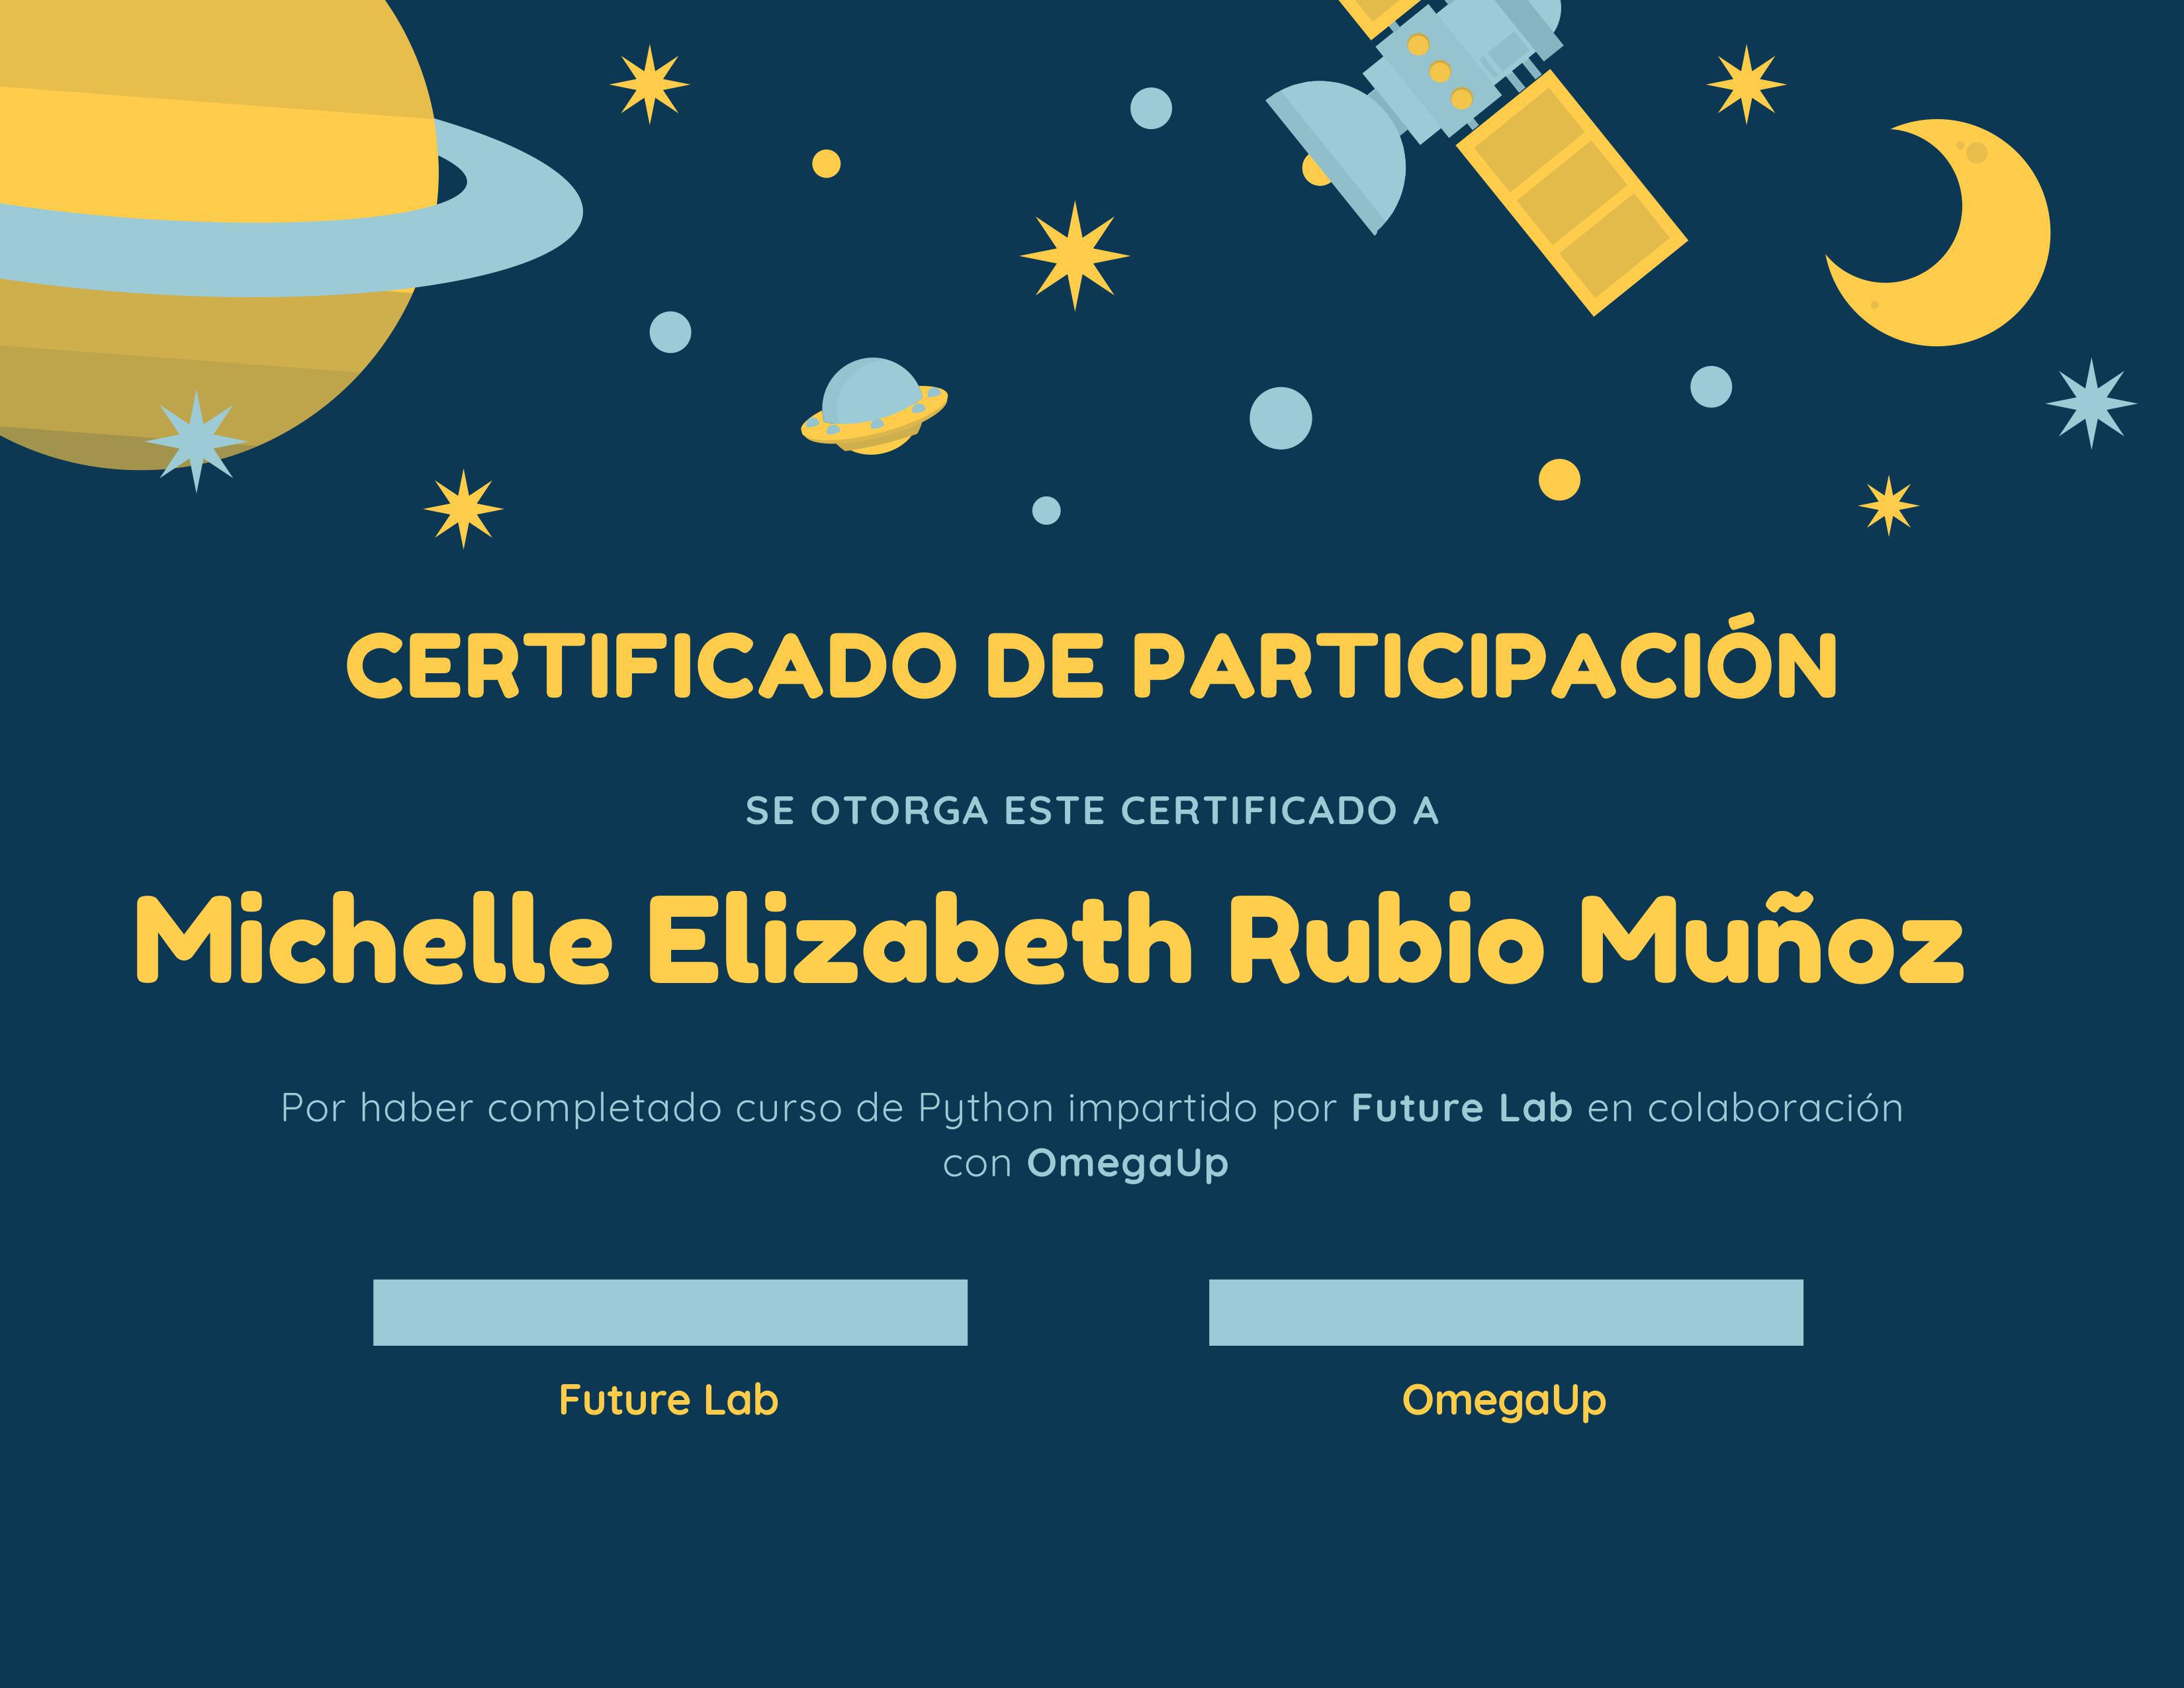 CERTIFICADO DE PARTICIPACIÓN
SE OTORGA ESTE CERTIFICADO A
Michelle Elizabeth Rubio Muñoz
Por haber completado curso de Python impartido por Future Lab en colaboración
con OmegaUp
Future Lab
OmegaUp